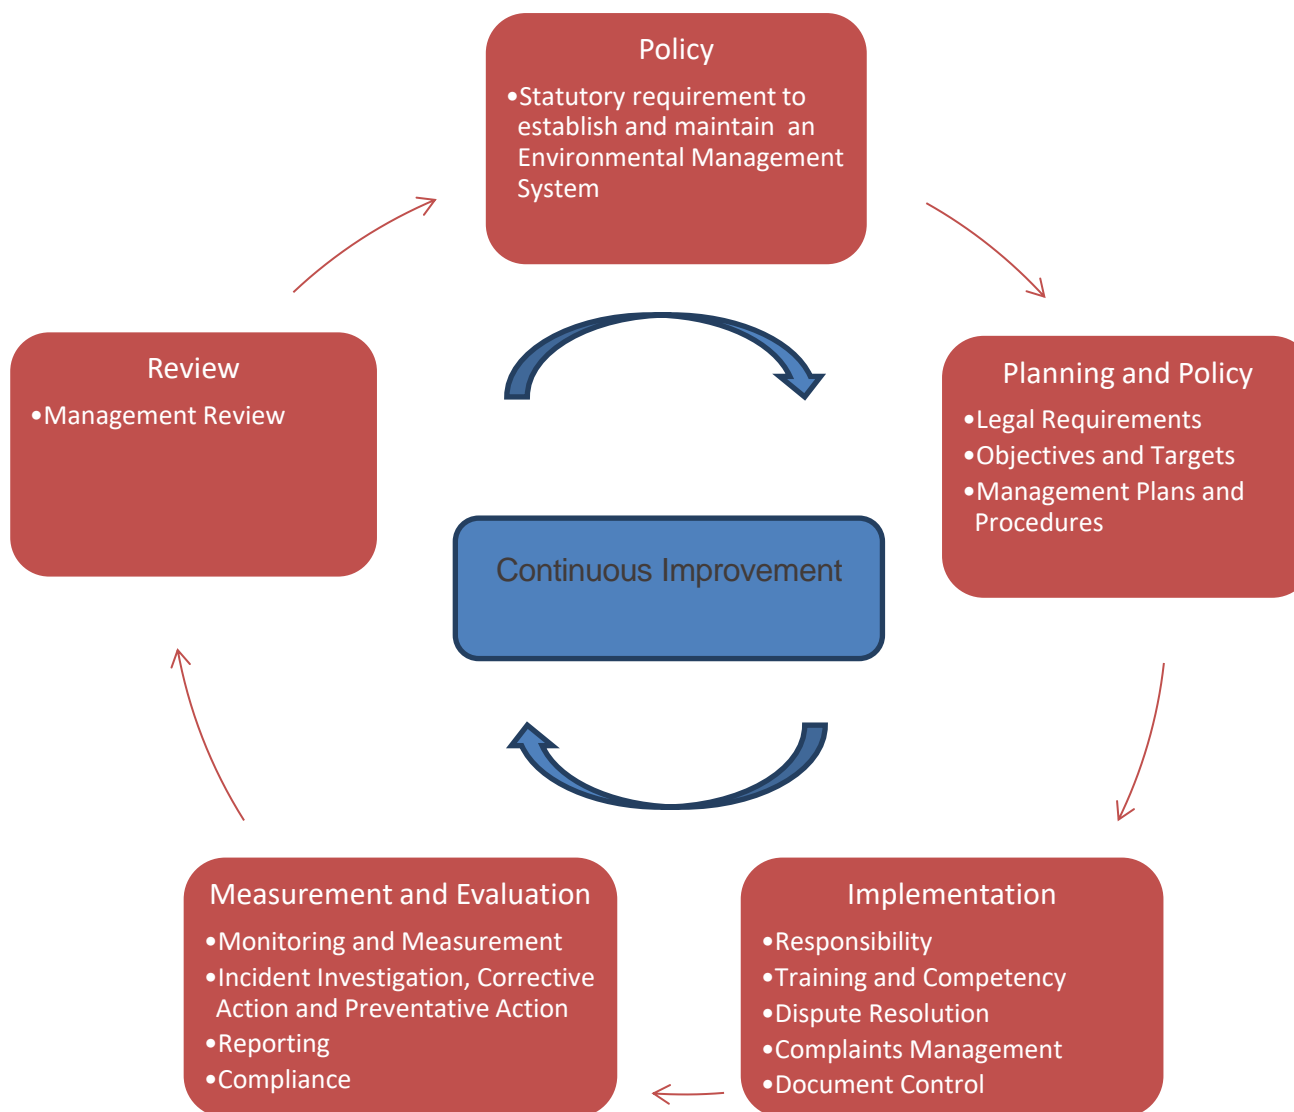 Policy
•Statutory requirement to
establish and maintain an
Environmental Management
System
Review
•Management Review
Planning and Policy
•Legal Requirements
•Objectives and Targets
•Management Plans and
Procedures
Continuous Improvement
Measurement and Evaluation
•Monitoring and Measurement
•Incident Investigation, Corrective
Action and Preventative Action
•Reporting
•Compliance
Implementation
•Responsibility
•Training and Competency
•Dispute Resolution
•Complaints Management
•Document Control